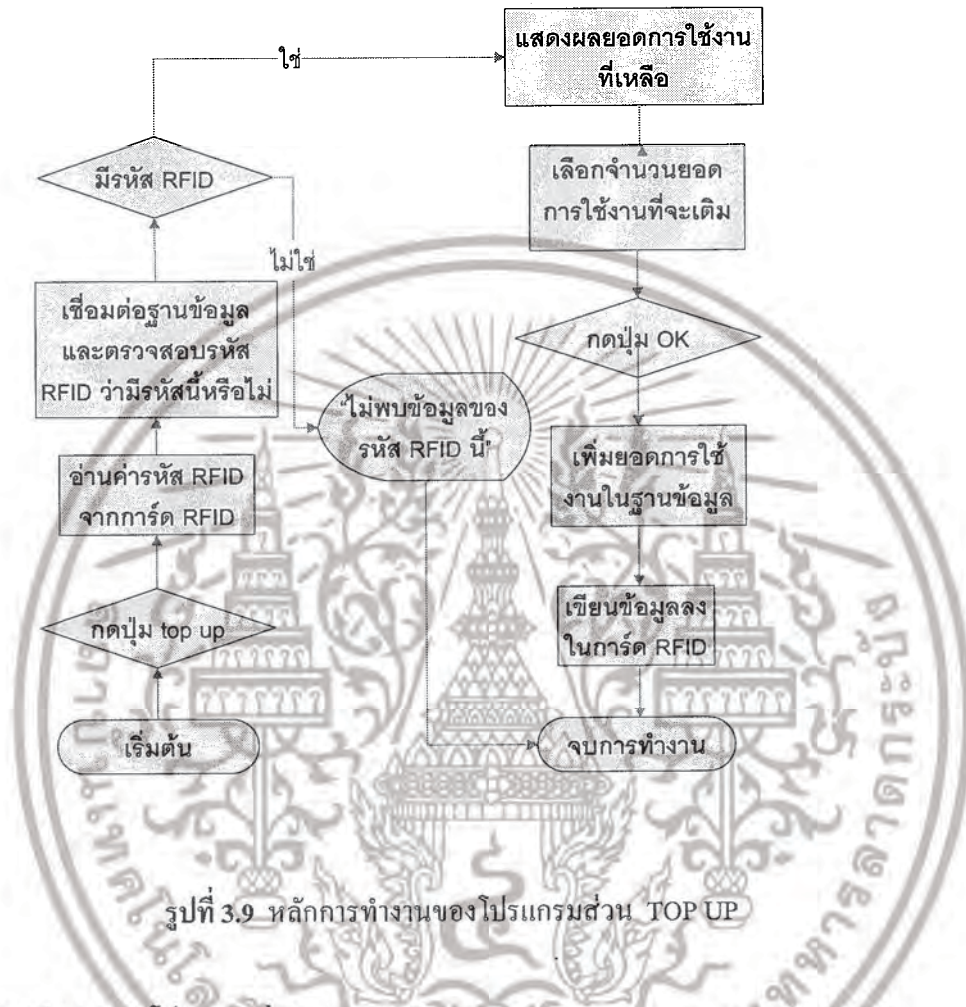 แสดงผลยอดการใช้งาน
ที่เหลือ
ใช่
มีรหัส RFID
เลือกจำนวนยอด
การใช้งานที่จะเติม
ไม่ใช่
เชื่อมต่อฐานข้อมูล
และตรวจสอบรหัส
RFID ว่ามีรหัสนี้หรือไม่
กดปุ่ม OK
"ไม่พบข้อมูลของ
รหัส RFID นี้"
อ่านค่ารหัส RFID
จากการ์ด RFID
เพิ่มยอดการใช้
งานในฐานข้อมูล
กดปุ่ม top up
เขียนข้อมูลลง
ในการ์ด RFID
เริ่มต้น
จบการทำงาน
รูปที่ 3.9 หลักการทำงานของโปรแกรมส่วน TOP UP